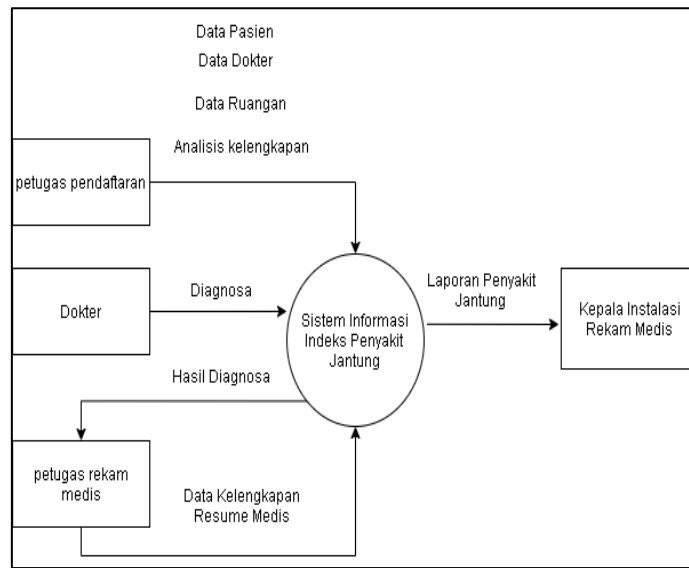 Data Pasien
Data Dokter
Data Ruangan
Analisis kelengkapan
petugas pendaftaran
Dokter
Diagnosa
Sistem Informasi
Indeks Penyakit
Jantung
Laporan Penyakit
Jantung
Kepala Instalasi
Rekam Medis
Hasil Diagnosa
petugas rekam
medis
Data Kelengkapan
Resume Medis